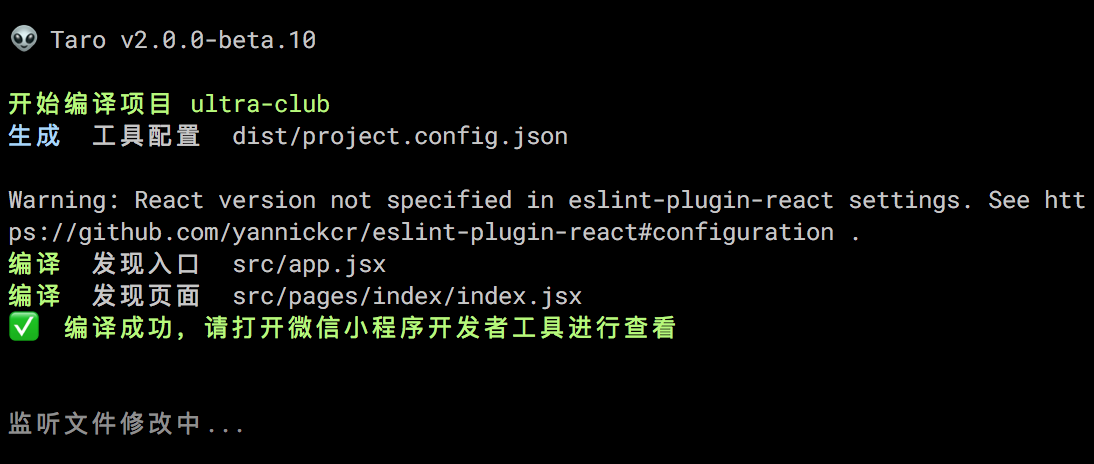 👽 Taro v2.0.0-beta.10
开始编译项目 ultra-club
生成 工具配置 dist/project.config.json
Warning: React version not specified in eslint-plugin-react settings. See htt
ps://github.com/yannickcr/eslint-plugin-react#configuration .
编译 发现入口 src/app.jsx
编译 发现页面 src/pages/index/index.jsx
✅ 编译成功，请打开微信小程序开发者工具进行查看
监听文件修改中...